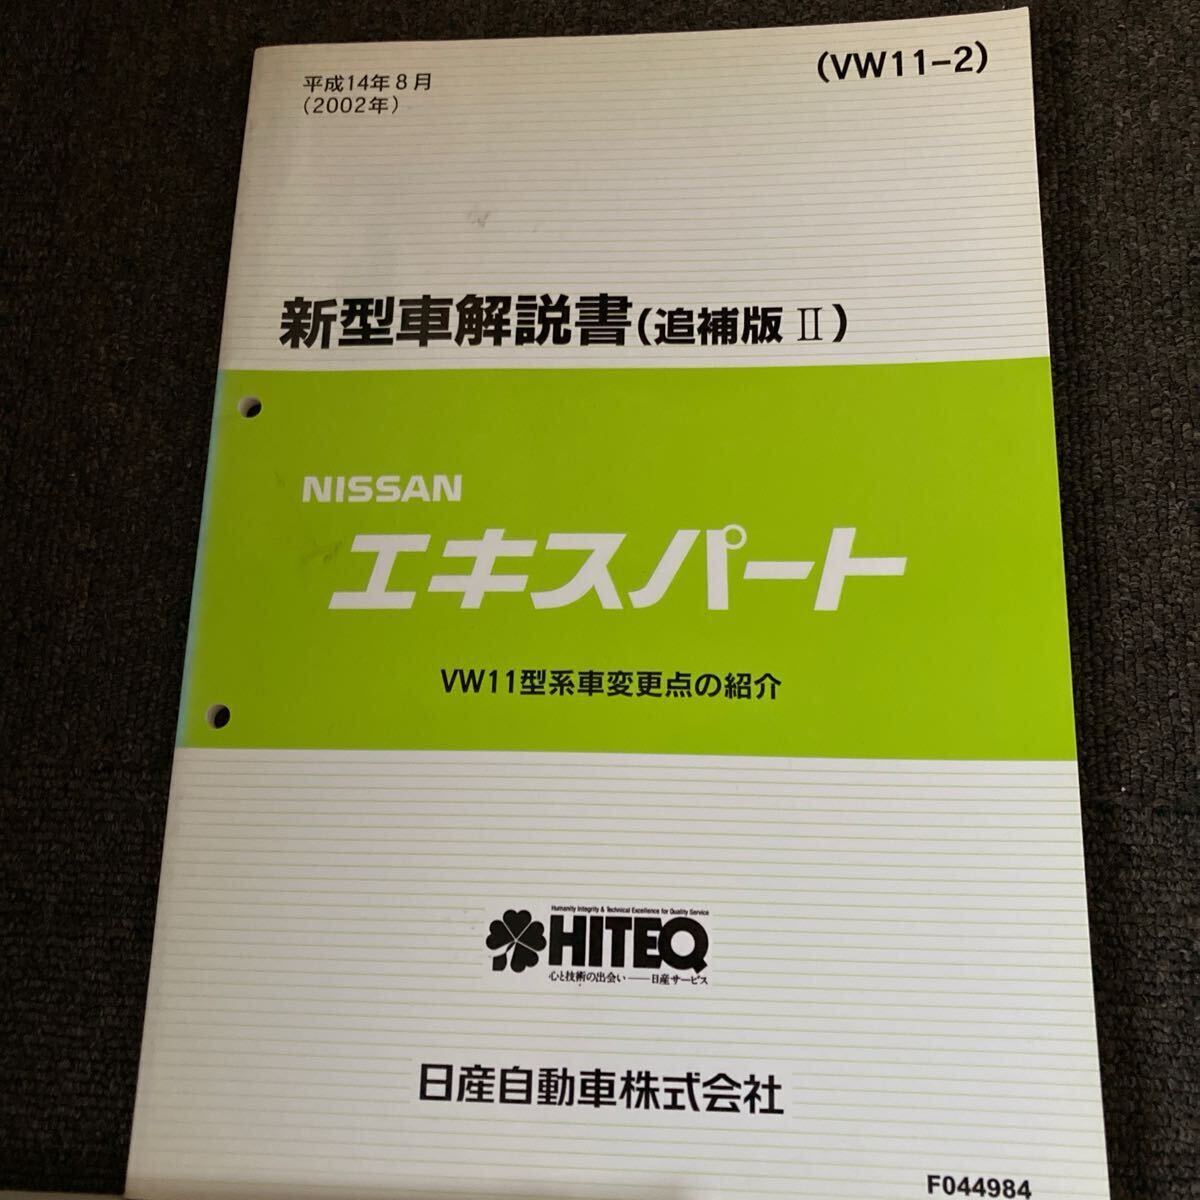 平成14年8月
(2002年)
(VW11-2)
新型車解説書(追補版 Ⅱ)
NISSAN
エキスパート
VW11型系車変更点の紹介
Humanity Integrity & Technical Excellence for Quality Service
HITEQ
心と技術の出会い——日産サービス
日産自動車株式会社
F044984